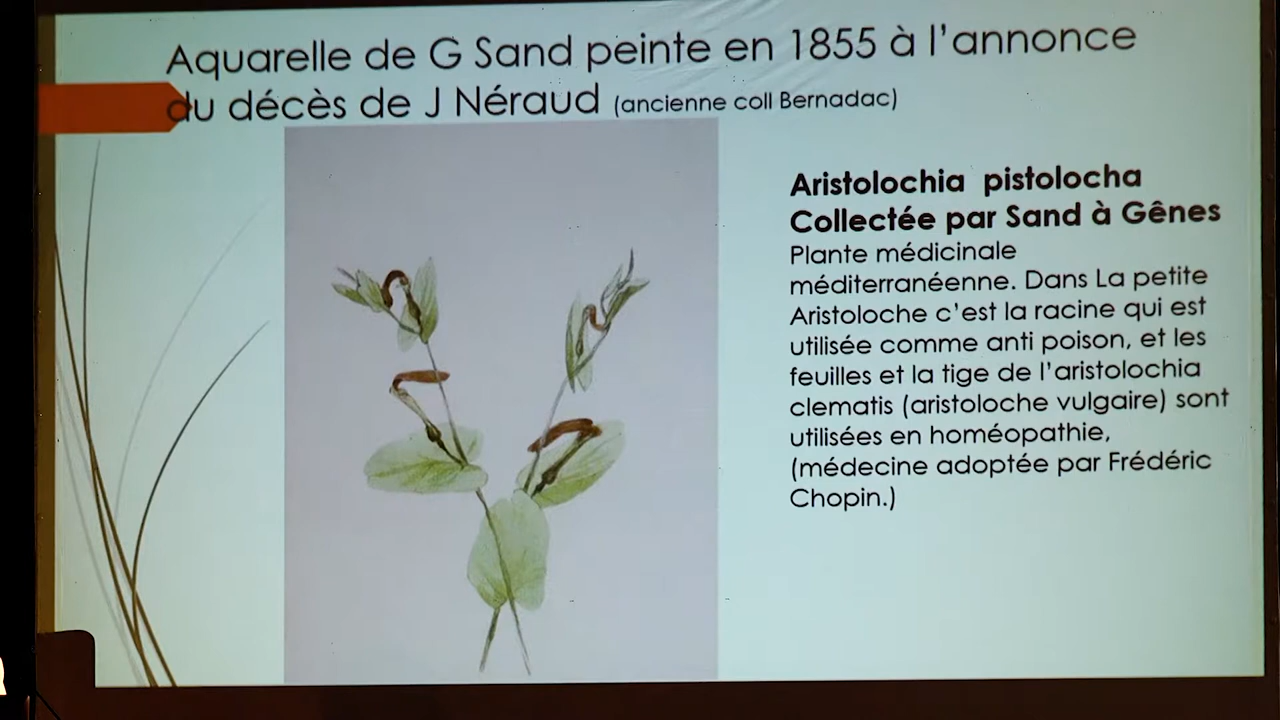 Aquarelle de G Sand peinte en 1855 à l'annonce
du décès de J Néraud (ancienne coll Bernadac)
Aristolochia pistolocha
Collectée par Sand à Gênes
Plante médicinale
méditerranéenne. Dans La petite
Aristoloche c'est la racine qui est
utilisée comme anti poison, et les
feuilles et la tige de l'aristolochia
clematis (aristoloche vulgaire) sont
utilisées en homéopathie,
(médecine adoptée par Frédéric
Chopin.)